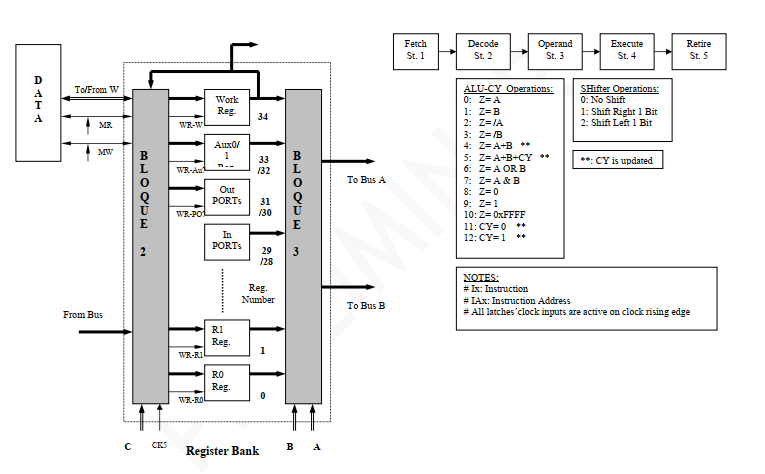 Fetch
St. 1
Decode
St. 2
Operand
St. 3
Execute
St. 4
Retire
St. 5
DATA
To/From W
MR
MW
BLOQUE 2
From Bus
C
CK5
Work
Reg.
WR-W
34
Aux0/
1
33
/32
Out
PORTs
31
/30
In
PORTs
29
/28
Reg.
Number
R1
Reg.
WR-R1
1
R0
Reg.
WR-R0
0
BLOQUE 3
To Bus A
To Bus B
B
A
Register Bank
ALU-CY Operations:
0: Z= A
1: Z= B
2: Z= /A
3: Z= /B
4: Z= A+B **
5: Z= A+B+CY **
6: Z= A OR B
7: Z= A & B
8: Z= 0
9: Z= 1
10: Z= 0xFFFF
11: CY= 0 **
12: CY= 1 **
SHifter Operations:
0: No Shift
1: Shift Right 1 Bit
2: Shift Left 1 Bit
**: CY is updated
NOTES:
# Ix: Instruction
# IAx: Instruction Address
# All latches´clock inputs are active on clock rising edge